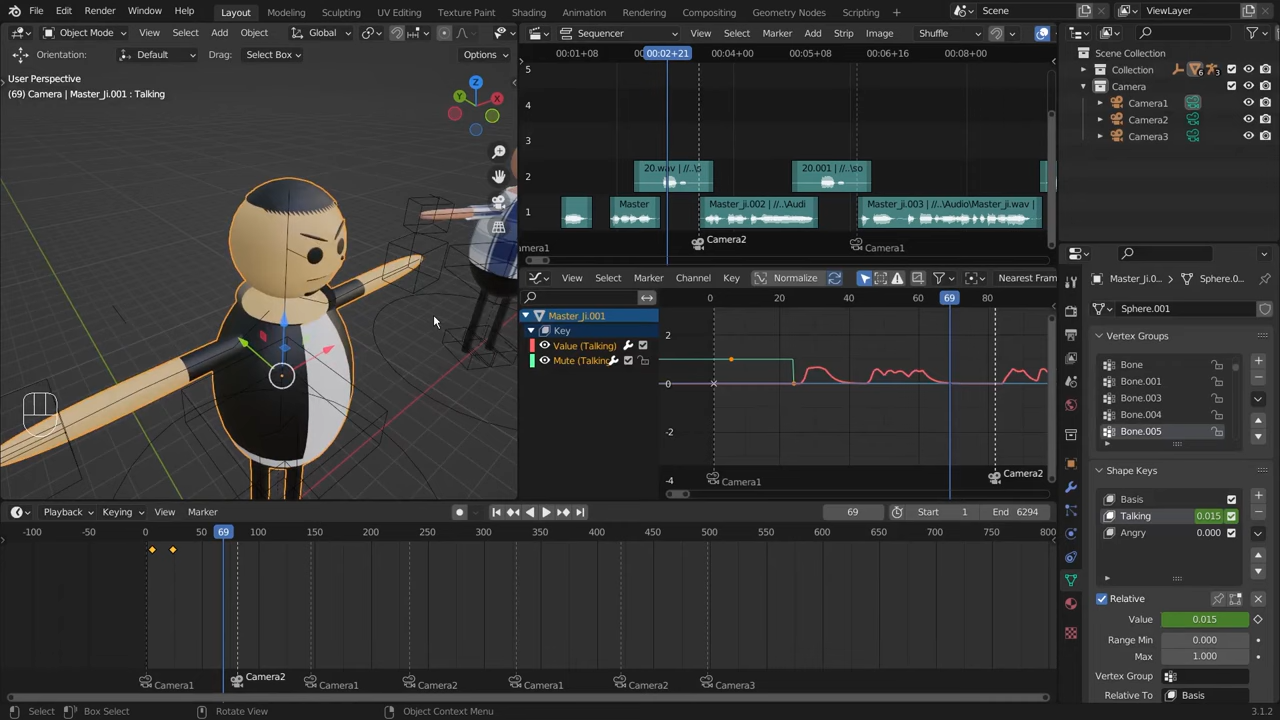 File Edit Render Window Help Layout Modeling Sculpting UV Editing Texture Paint Shading Animation Rendering Compositing Geometry Nodes Scripting + Scene ViewLayer
Object Mode View Select Add Object Global
Orientation: Default Drag: Select Box Options
User Perspective
(69) Camera | Master_Ji.001 : Talking
Z
Y
X
Sequencer View Select Marker Add Strip Image Shuffle
00:01+08 00:02+21 00:04+00 00:05+08 00:06+16 00:08+00
5
4
3
2
1
20.wav | //..\s 20.001 | //..\so
Master Master_ji.002 | //..\Audi Master_ji.003 | //..\Audio\Master_ji.wav |
Camera2
amera1 Camera1
View Select Marker Channel Key Normalize Nearest Fram
0 20 40 60 69 80
Master_Ji.001
Key
Value (Talking)
Mute (Talking
2
0
-2
-4
Camera1 Camera2
Scene Collection
Collection 6 3
Camera
Camera1
Camera2
Camera3
Master_Ji.0... Sphere.001
Sphere.001
Vertex Groups
Bone
Bone.001
Bone.003
Bone.004
Bone.005
Shape Keys
Basis
Talking 0.015
Angry 0.000
Relative
Value 0.015
Range Min 0.000
Max 1.000
Vertex Group
Relative To Basis
Playback Keying View Marker 69 Start 1 End 6294
-100 -50 0 50 69 100 150 200 250 300 350 400 450 500 550 600 650 700 750 800
Camera1 Camera2 Camera1 Camera2 Camera1 Camera2 Camera3
Select Box Select Rotate View Object Context Menu 3.1.2